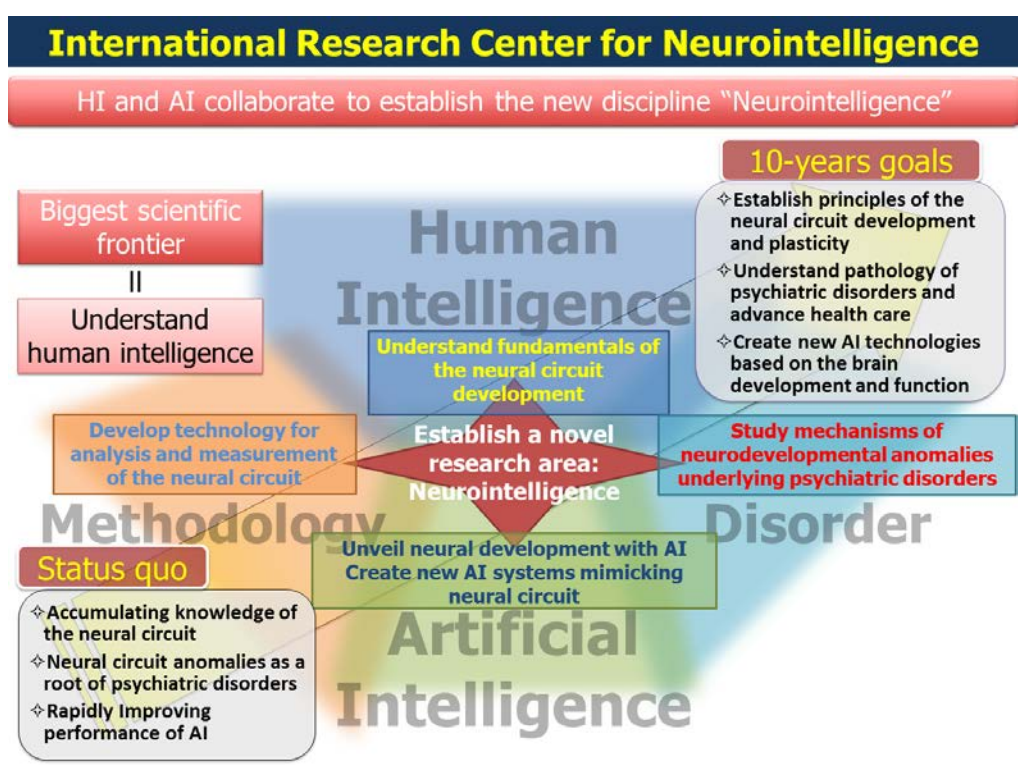 International Research Center for Neurointelligence
HI and AI collaborate to establish the new discipline “Neurointelligence”
Biggest scientific
frontier
=
Understand
human intelligence
Human
Intelligence
10-years goals
✧Establish principles of the
neural circuit development
and plasticity
✧Understand pathology of
psychiatric disorders and
advance health care
✧Create new AI technologies
based on the brain
development and function
Understand fundamentals of
the neural circuit
development
Develop technology for
analysis and measurement
of the neural circuit
Establish a novel
research area:
Neurointelligence
Study mechanisms of
neurodevelopmental anomalies
underlying psychiatric disorders
Methodology
Disorder
Unveil neural development with AI
Create new AI systems mimicking
neural circuit
Status quo
✧Accumulating knowledge of
the neural circuit
✧Neural circuit anomalies as a
root of psychiatric disorders
✧Rapidly Improving
performance of AI
Artificial
Intelligence